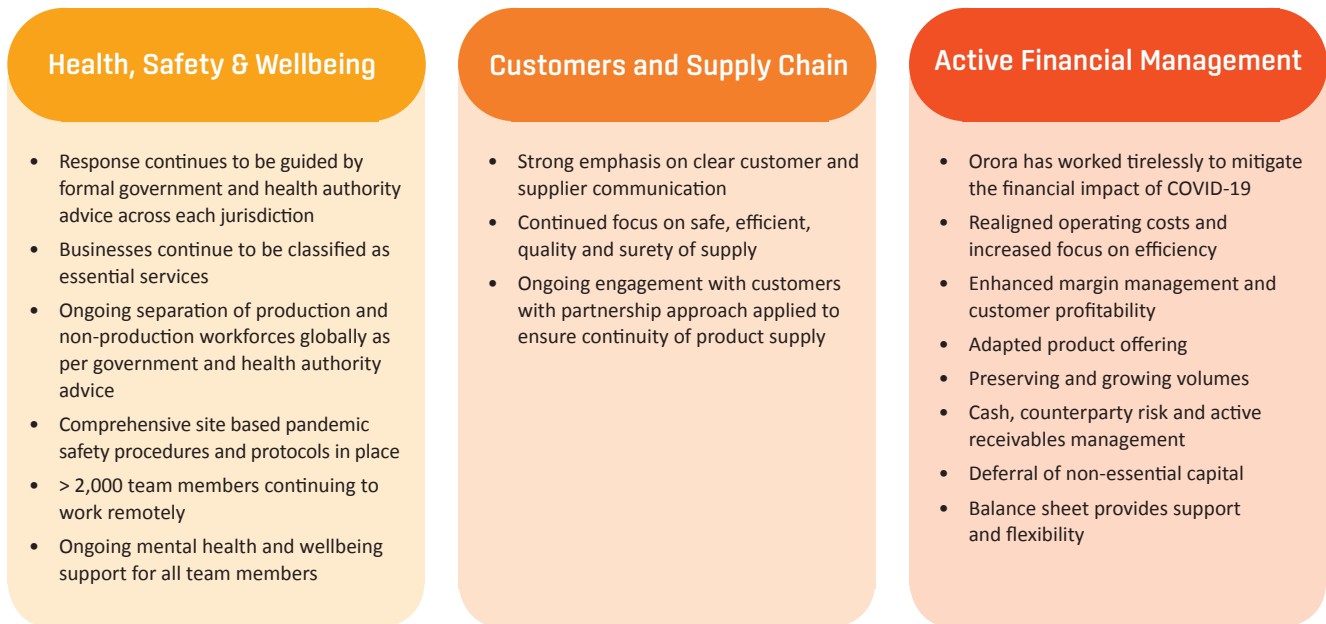 Health, Safety & Wellbeing
• Response continues to be guided by
formal government and health authority
advice across each jurisdiction
• Businesses continue to be classified as
essential services
• Ongoing separation of production and
non-production workforces globally as
per government and health authority
advice
• Comprehensive site based pandemic
safety procedures and protocols in place
• > 2,000 team members continuing to
work remotely
• Ongoing mental health and wellbeing
support for all team members
Customers and Supply Chain
• Strong emphasis on clear customer and
supplier communication
• Continued focus on safe, efficient,
quality and surety of supply
• Ongoing engagement with customers
with partnership approach applied to
ensure continuity of product supply
Active Financial Management
• Orora has worked tirelessly to mitigate
the financial impact of COVID-19
• Realigned operating costs and
increased focus on efficiency
• Enhanced margin management and
customer profitability
• Adapted product offering
• Preserving and growing volumes
• Cash, counterparty risk and active
receivables management
• Deferral of non-essential capital
• Balance sheet provides support
and flexibility